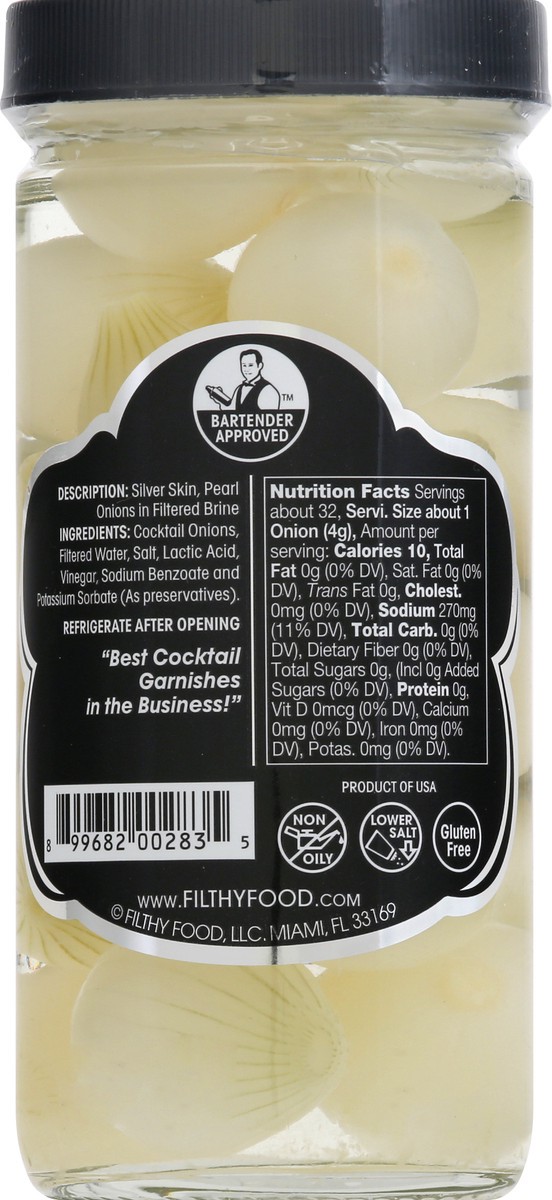 BARTENDER
APPROVED
TM
DESCRIPTION: Silver Skin, Pearl
Onions in Filtered Brine
INGREDIENTS: Cocktail Onions,
Filtered Water, Salt, Lactic Acid,
Vinegar, Sodium Benzoate and
Potassium Sorbate (As preservatives).
REFRIGERATE AFTER OPENING
“Best Cocktail
Garnishes
in the Business!”
Nutrition Facts Servings
about 32, Servi. Size about 1
Onion (4g), Amount per
serving: Calories 10, Total
Fat 0g (0% DV), Sat. Fat 0g (0%
DV), Trans Fat 0g, Cholest.
0mg (0% DV), Sodium 270mg
(11% DV), Total Carb. 0g (0%
DV), Dietary Fiber 0g (0% DV),
Total Sugars 0g, (Incl 0g Added
Sugars (0% DV), Protein 0g,
Vit D 0mcg (0% DV), Calcium
0mg (0% DV), Iron 0mg (0%
DV), Potas. 0mg (0% DV).
PRODUCT OF USA
8 99682 00283 5
NON
OILY
LOWER
SALT
Gluten
Free
www.FILTHYFOOD.COM
© FILTHY FOOD, LLC. MIAMI, FL 33169